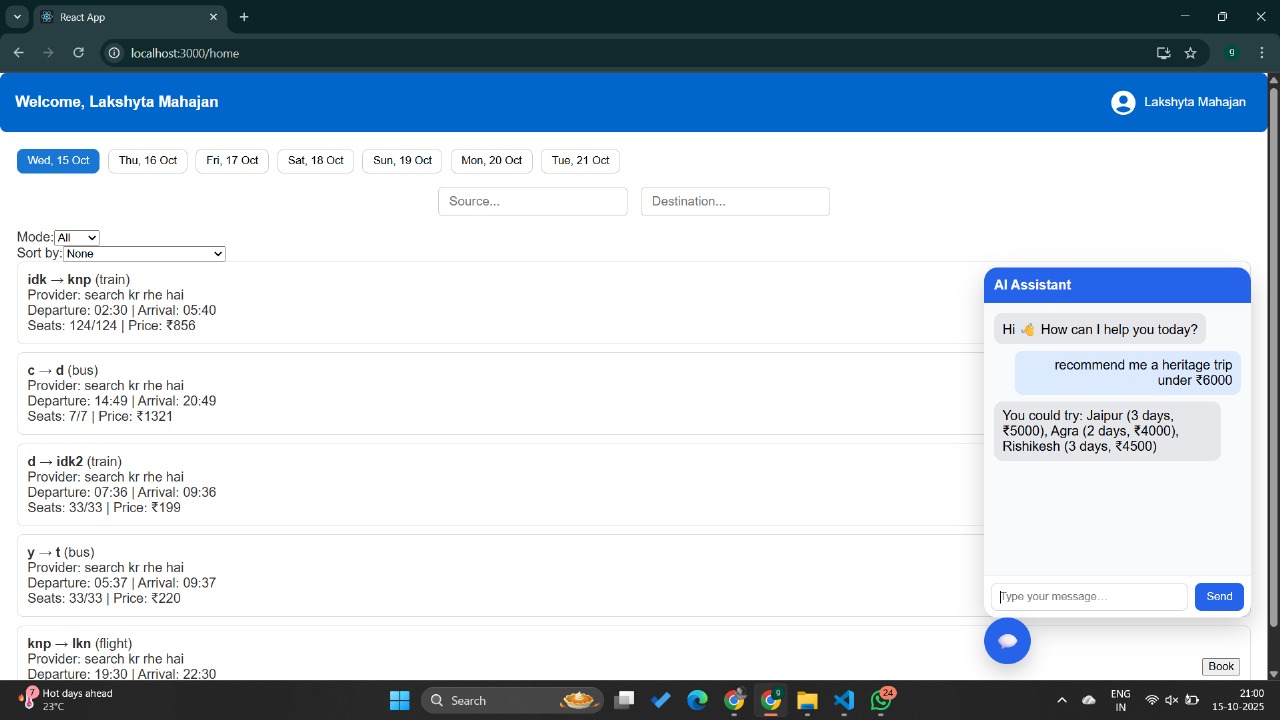 React App
localhost:3000/home
g
Welcome, Lakshyta Mahajan
Lakshyta Mahajan
Wed, 15 Oct
Thu, 16 Oct
Fri, 17 Oct
Sat, 18 Oct
Sun, 19 Oct
Mon, 20 Oct
Tue, 21 Oct
Source...
Destination...
Mode: All
Sort by: None
idk → knp (train)
Provider: search kr rhe hai
Departure: 02:30 | Arrival: 05:40
Seats: 124/124 | Price: ₹856
c → d (bus)
Provider: search kr rhe hai
Departure: 14:49 | Arrival: 20:49
Seats: 7/7 | Price: ₹1321
d → idk2 (train)
Provider: search kr rhe hai
Departure: 07:36 | Arrival: 09:36
Seats: 33/33 | Price: ₹199
y → t (bus)
Provider: search kr rhe hai
Departure: 05:37 | Arrival: 09:37
Seats: 33/33 | Price: ₹220
knp → lkn (flight)
Provider: search kr rhe hai
Departure: 19:30 | Arrival: 22:30
Book
AI Assistant
Hi 👋 How can I help you today?
recommend me a heritage trip
under ₹6000
You could try: Jaipur (3 days,
₹5000), Agra (2 days, ₹4000),
Rishikesh (3 days, ₹4500)
Type your message...
Send
7
Hot days ahead
23°C
Search
9
24
ENG
IN
21:00
15-10-2025